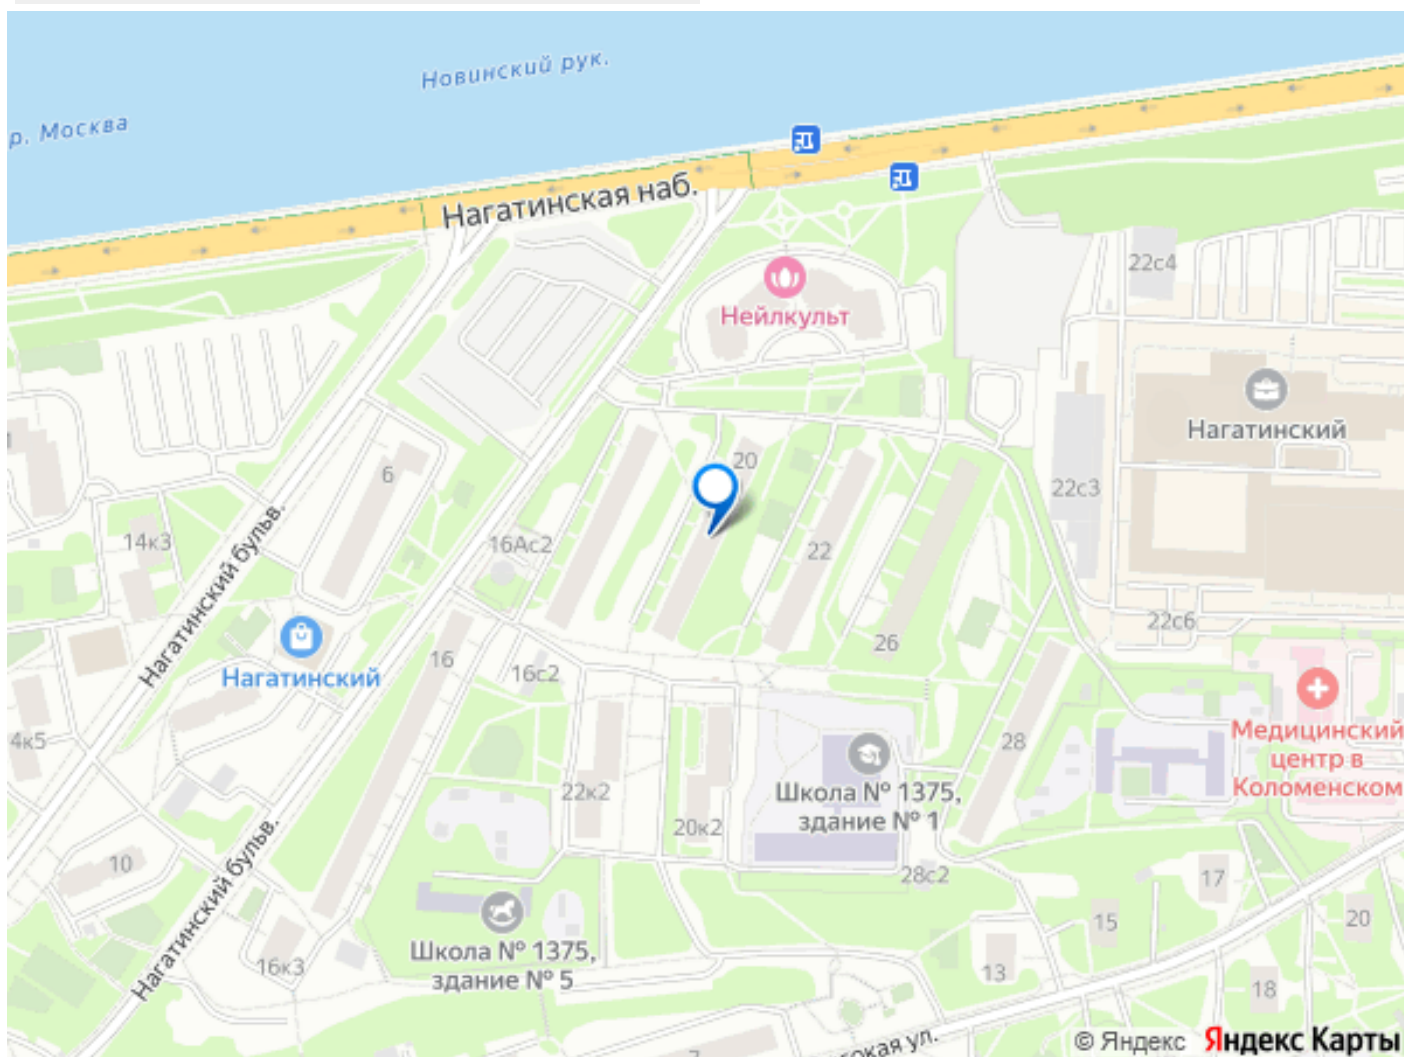 Новинский рук.
р. Москва
Нагатинская наб.
22с4
Нейлкульт
Нагатинский
20
6
22с3
14к3
16Ас2
22
Нагатинский бульв.
22с6
26
16
16с2
Нагатинский
4к5
28
Медицинский
центр в
Коломенском
Школа № 1375,
здание № 1
22к2
20к2
10
28с2
17
Нагатинский бульв.
20
15
Школа № 1375,
здание № 5
16к3
13
18
7
ул.
© Яндекс Яндекс Карты